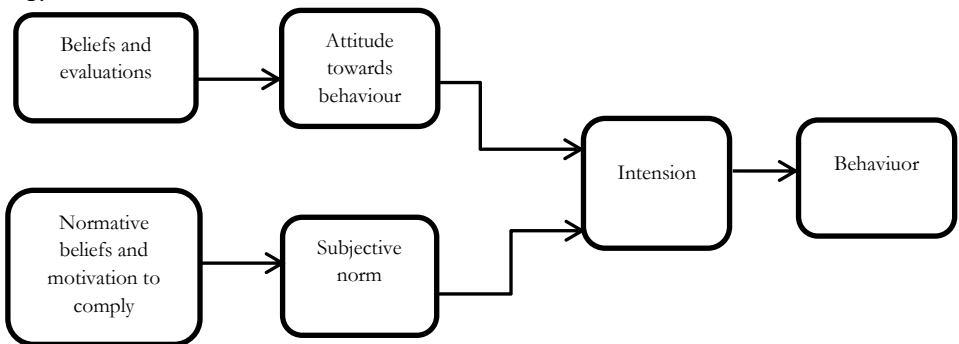 Beliefs and
evaluations
Attitude
towards
behaviour
Normative
beliefs and
motivation to
comply
Subjective
norm
Intension
Behaviuor